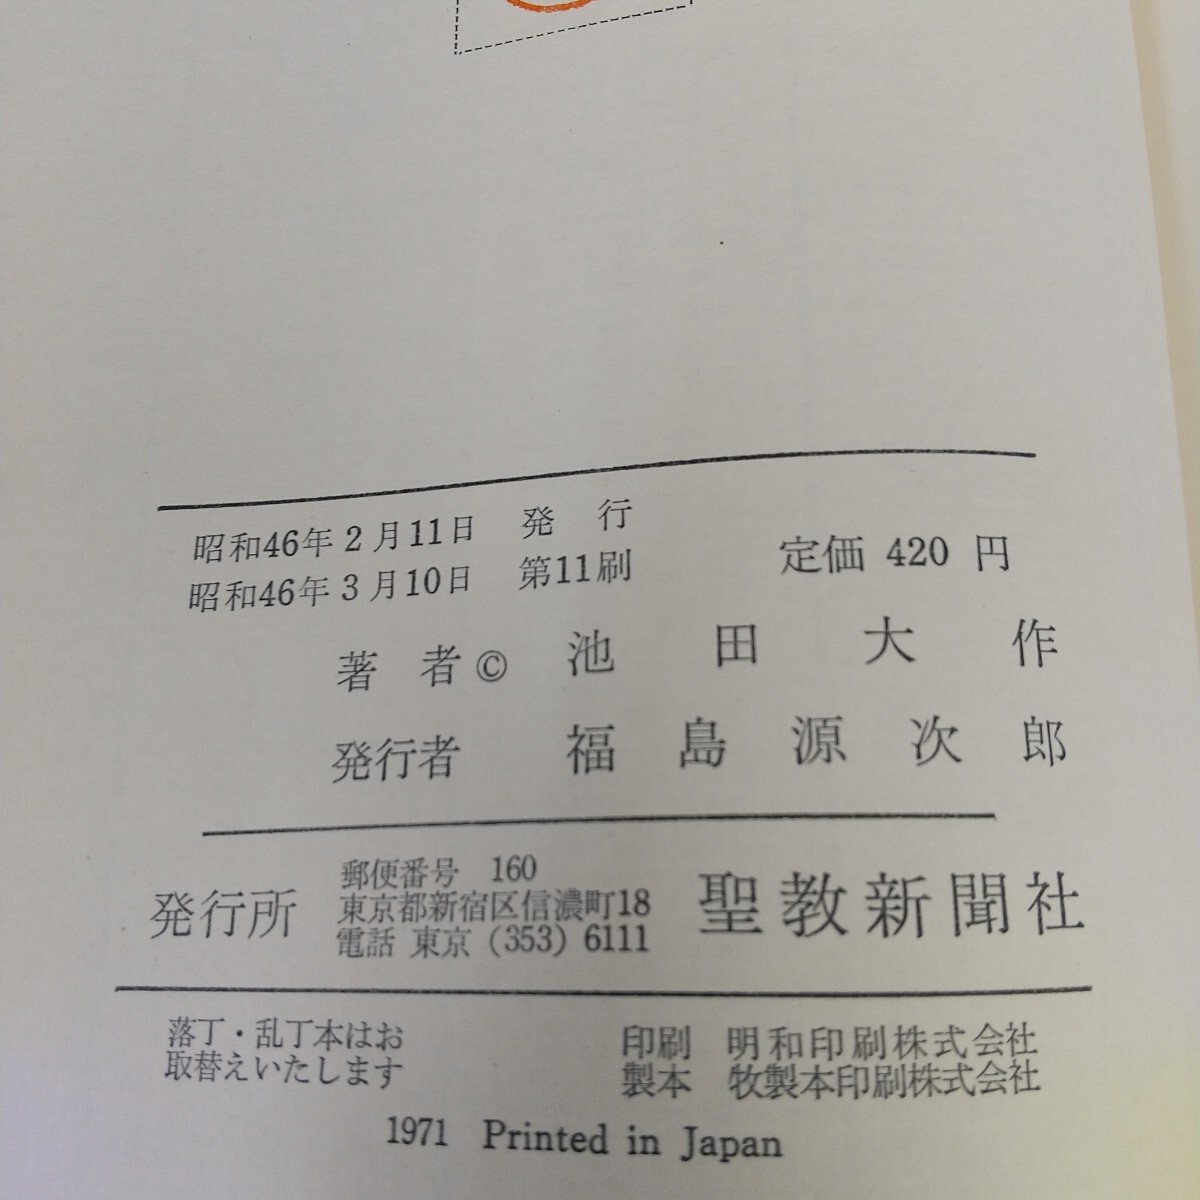 昭和46年2月11日 発 行
昭和46年3月10日 第11刷
定価 420 円
著 者 © 池 田 大 作
発行者 福 島 源 次 郎
発行所
郵便番号 160
東京都新宿区信濃町18
電話 東京 (353) 6111
聖教新聞社
落丁・乱丁本はお
取替えいたします
印刷 明和印刷株式会社
製本 牧製本印刷株式会社
1971 Printed in Japan